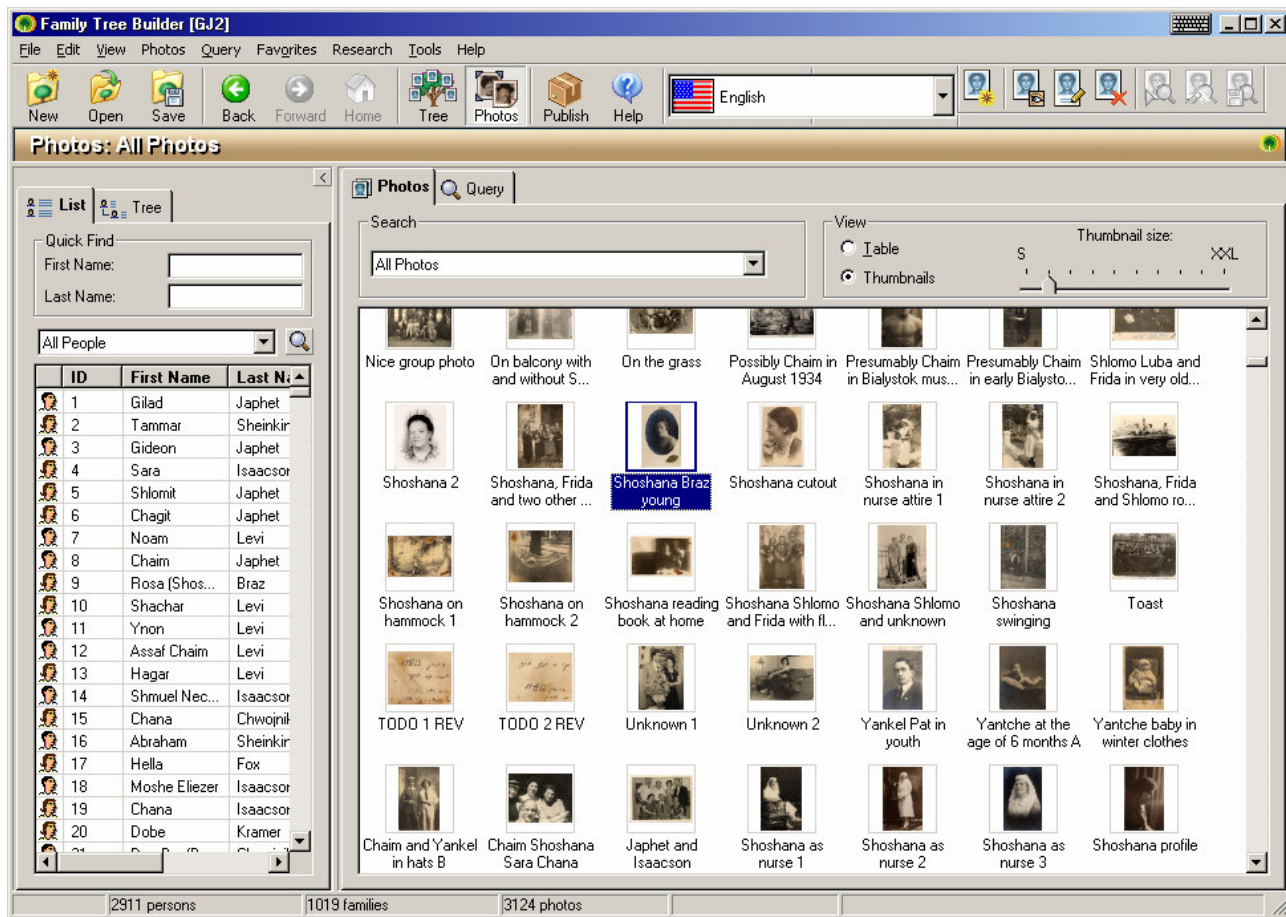 Family Tree Builder [GJ2]
File Edit View Photos Query Favorites Research Tools Help
New Open Save Back Forward Home Tree Photos Publish Help English
Photos: All Photos
List Tree
Quick Find
First Name:
Last Name:
All People
ID First Name Last Na
1 Gilad Japhet
2 Tammar Sheinkin
3 Gideon Japhet
4 Sara Isaacson
5 Shlomit Japhet
6 Chagit Japhet
7 Noam Levi
8 Chaim Japhet
9 Rosa (Shos... Braz
10 Shachar Levi
11 Ynon Levi
12 Assaf Chaim Levi
13 Hagar Levi
14 Shmuel Nec... Isaacson
15 Chana Chwojnik
16 Abraham Sheinkin
17 Hella Fox
18 Moshe Eliezer Isaacson
19 Chana Isaacson
20 Dobe Kramer
Photos Query
Search
All Photos
View
Table
Thumbnails
Thumbnail size:
S XXL
Nice group photo
On balcony with
and without S...
On the grass
Possibly Chaim in
August 1934
Presumably Chaim
in Bialystok mus...
Presumably Chaim
in early Bialysto...
Shlomo Luba and
Frida in very old...
Shoshana 2
Shoshana, Frida
and two other ...
Shoshana Braz
young
Shoshana cutout
Shoshana in
nurse attire 1
Shoshana in
nurse attire 2
Shoshana, Frida
and Shlomo ro...
Shoshana on
hammock 1
Shoshana on
hammock 2
Shoshana reading
book at home
Shoshana Shlomo
and Frida with fl...
Shoshana Shlomo
and unknown
Shoshana
swinging
Toast
TODO 1 REV
TODO 2 REV
Unknown 1
Unknown 2
Yankel Pat in
youth
Yantche at the
age of 6 months A
Yantche baby in
winter clothes
Chaim and Yankel
in hats B
Chaim Shoshana
Sara Chana
Japhet and
Isaacson
Shoshana as
nurse 1
Shoshana as
nurse 2
Shoshana as
nurse 3
Shoshana profile
2911 persons 1019 families 3124 photos